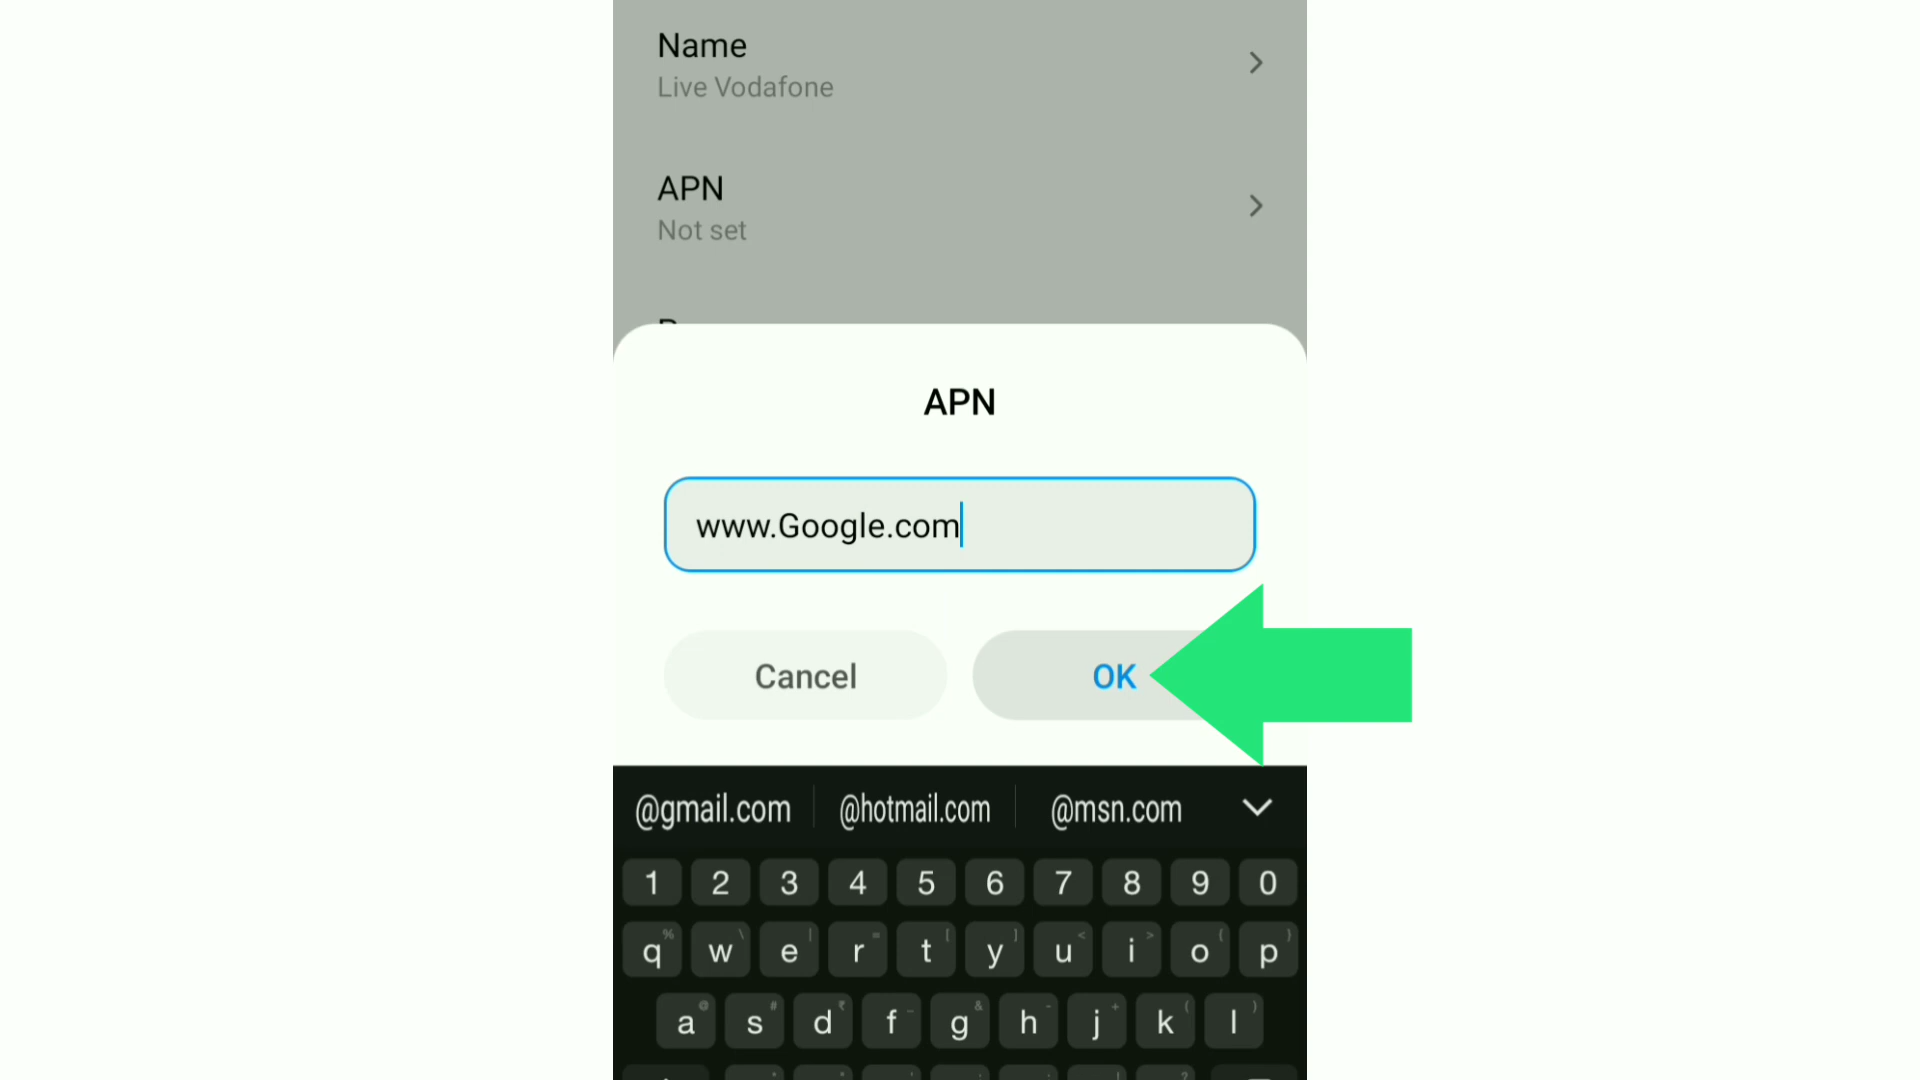 Name
Live Vodafone
APN
Not set
APN
www.Google.com
Cancel OK
@gmail.com @hotmail.com @msn.com
1 2 3 4 5 6 7 8 9 0
% \ | = [ ] < > { }
q w e r t y u i o p
@ # ₹ _ & - + ( )
a s d f g h j k l